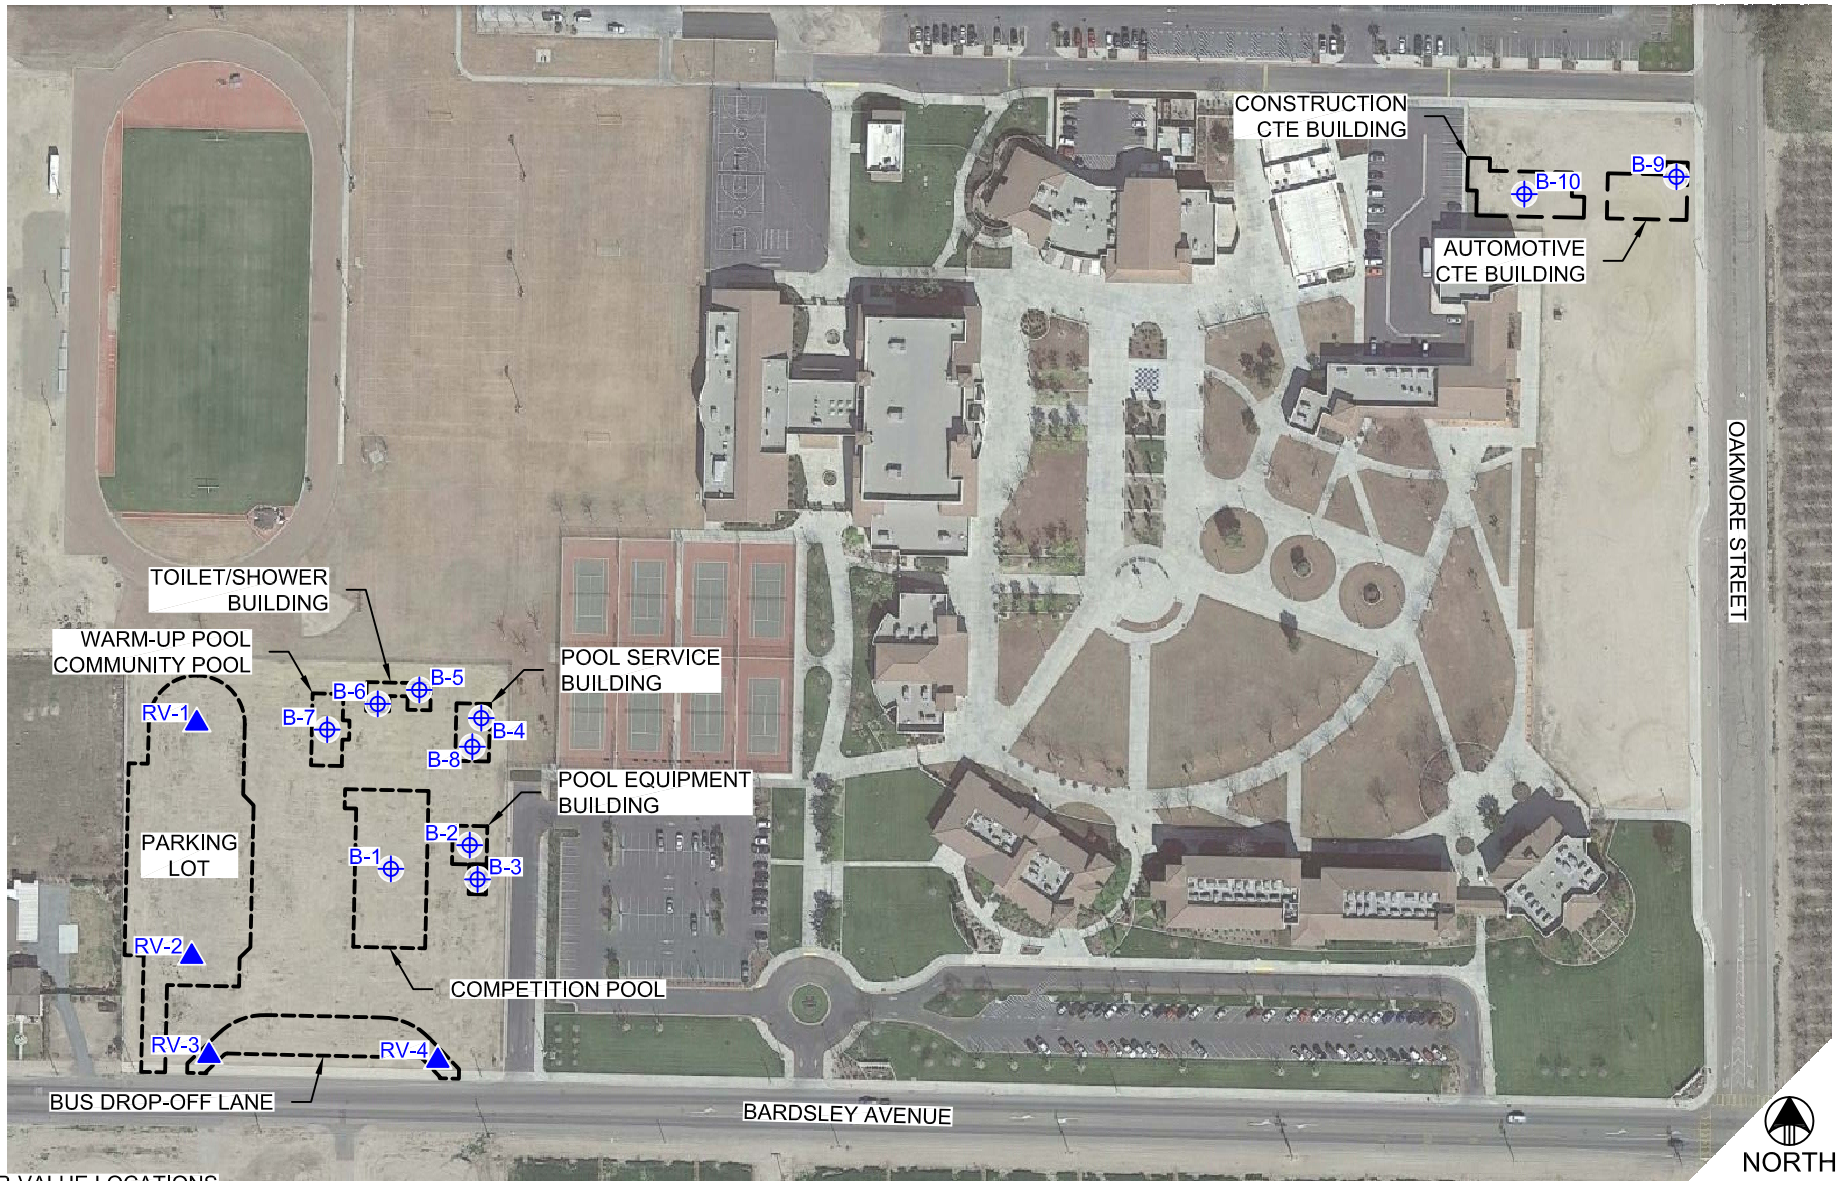 CONSTRUCTION
CTE BUILDING
B-9
B-10
AUTOMOTIVE
CTE BUILDING
OAKMORE STREET
TOILET/SHOWER
BUILDING
WARM-UP POOL
COMMUNITY POOL
POOL SERVICE
BUILDING
B-5
B-6
RV-1
B-7
B-4
B-8
POOL EQUIPMENT
BUILDING
PARKING
LOT
B-2
B-1
B-3
RV-2
COMPETITION POOL
RV-3
RV-4
BUS DROP-OFF LANE
BARDSLEY AVENUE
NORTH
VALUE LOCATIONS